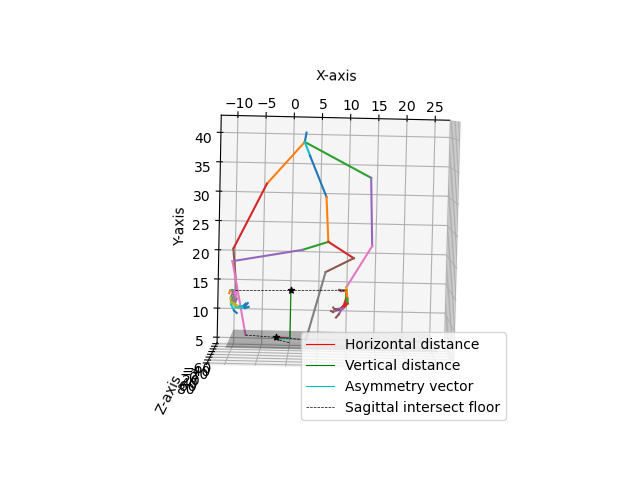 X-axis
−10 −5 0 5 10 15 20 25
40
35
30
25
20
15
10
5
Y-axis
Z-axis
Horizontal distance
Vertical distance
Asymmetry vector
Sagittal intersect floor